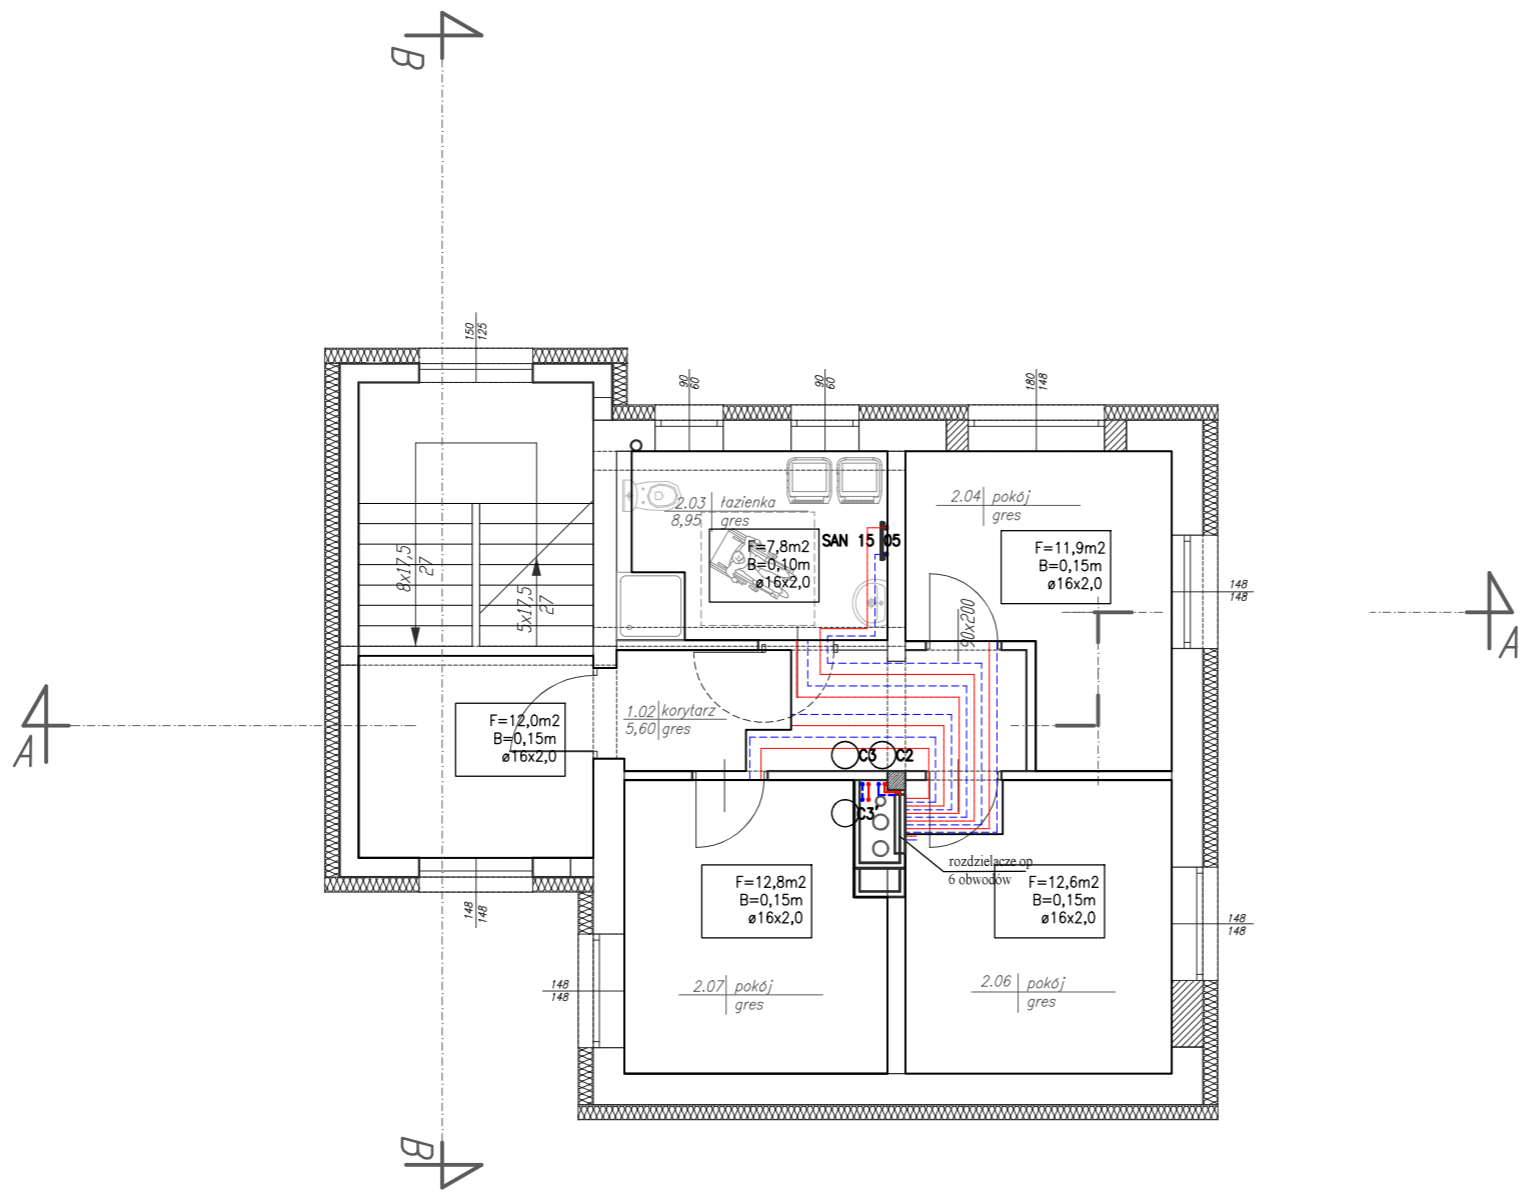 B
150
125
90
60
90
60
180
148
8x17,5
27
5x17,5
27
2.03 łazienka
8,95 gres
F=7,8m2
B=0,10m
ø16x2,0
SAN 15 05
2.04 pokój
gres
F=11,9m2
B=0,15m
ø16x2,0
90x200
148
148
A
A
F=12,0m2
B=0,15m
ø16x2,0
1.02 korytarz
5,60 gres
C3
C2
C3'
rozdzielacze op
6 obwodów
F=12,8m2
B=0,15m
ø16x2,0
F=12,6m2
B=0,15m
ø16x2,0
148
148
148
148
148
148
2.07 pokój
gres
2.06 pokój
gres
B